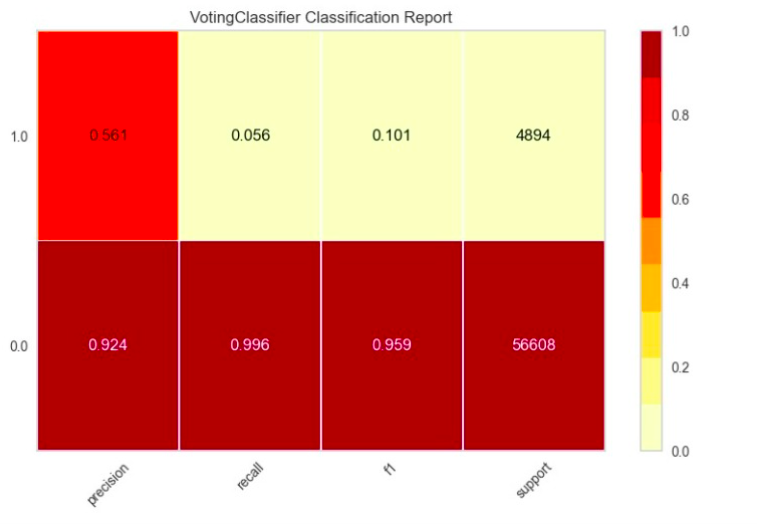 VotingClassifier Classification Report
1.0 0.561 0.056 0.101 4894
0.0 0.924 0.996 0.959 56608
precision recall f1 support
1.0
0.8
0.6
0.4
0.2
0.0